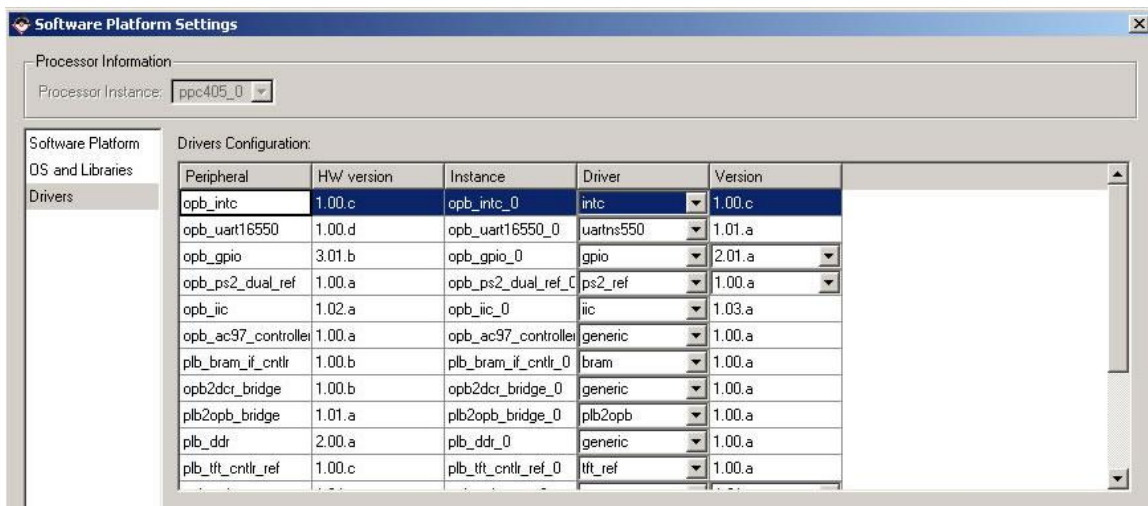 Software Platform Settings
Processor Information
Processor Instance: ppc405_0
Software Platform
OS and Libraries
Drivers
Drivers Configuration:
Peripheral HW version Instance Driver Version
opb_intc 1.00.c opb_intc_0 intc 1.00.c
opb_uart16550 1.00.d opb_uart16550_0 uartns550 1.01.a
opb_gpio 3.01.b opb_gpio_0 gpio 2.01.a
opb_ps2_dual_ref 1.00.a opb_ps2_dual_ref_0 ps2_ref 1.00.a
opb_iic 1.02.a opb_iic_0 iic 1.03.a
opb_ac97_controller 1.00.a opb_ac97_controller generic 1.00.a
plb_bram_if_cntlr 1.00.b plb_bram_if_cntlr_0 bram 1.00.a
opb2dcr_bridge 1.00.b opb2dcr_bridge_0 generic 1.00.a
plb2opb_bridge 1.01.a plb2opb_bridge_0 plb2opb 1.00.a
plb_ddr 2.00.a plb_ddr_0 generic 1.00.a
plb_tft_cntlr_ref 1.00.c plb_tft_cntlr_ref_0 tft_ref 1.00.a